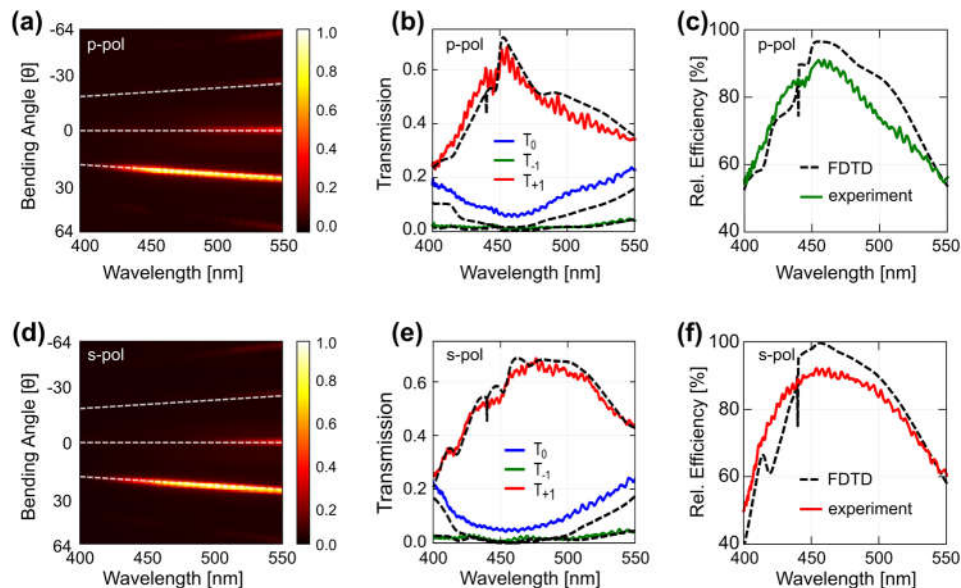 (a)
p-pol
Bending Angle [θ]
-64
-30
0
30
64
400
450
500
550
Wavelength [nm]
1.0
0.8
0.6
0.4
0.2
0.0
(b)
p-pol
Transmission
0.6
0.4
0.2
0.0
T0
T-1
T+1
400
450
500
550
Wavelength [nm]
(c)
p-pol
Rel. Efficiency [%]
100
80
60
40
FDTD
experiment
400
450
500
550
Wavelength [nm]
(d)
s-pol
Bending Angle [θ]
-64
-30
0
30
64
400
450
500
550
Wavelength [nm]
1.0
0.8
0.6
0.4
0.2
0.0
(e)
s-pol
Transmission
0.6
0.4
0.2
0.0
T0
T-1
T+1
400
450
500
550
Wavelength [nm]
(f)
s-pol
Rel. Efficiency [%]
100
80
60
40
FDTD
experiment
400
450
500
550
Wavelength [nm]